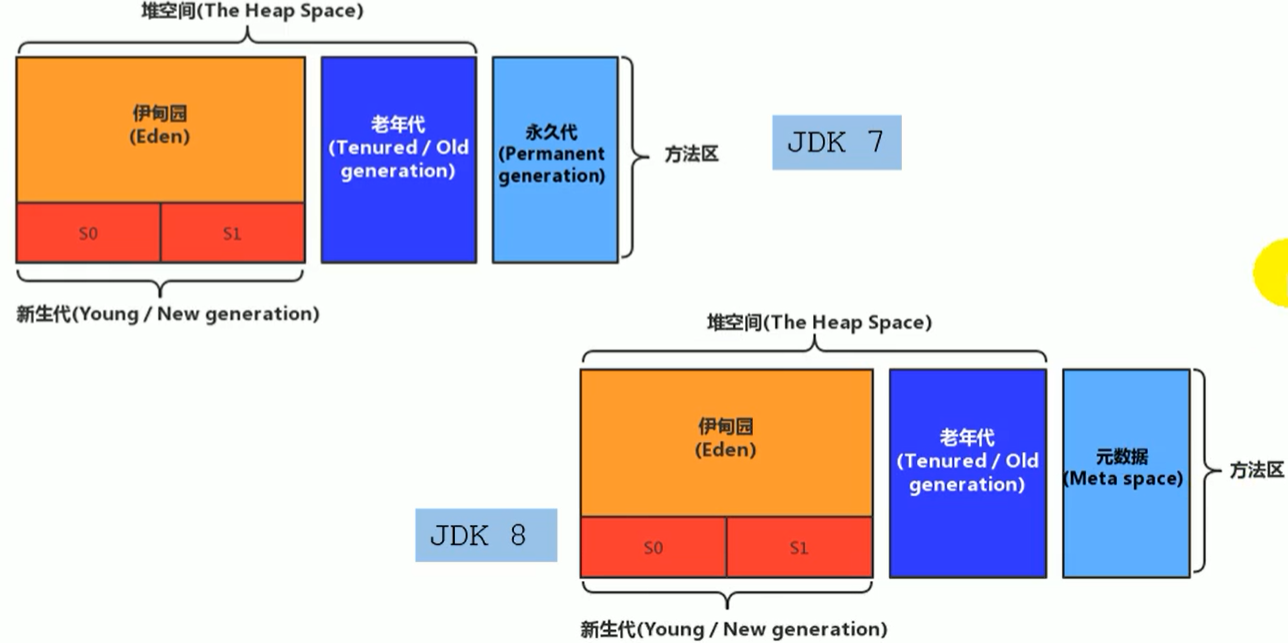 堆空间(The Heap Space)
伊甸园
(Eden)
S0
S1
老年代
(Tenured / Old
generation)
永久代
(Permanent
generation)
方法区
JDK 7
新生代(Young / New generation)
堆空间(The Heap Space)
伊甸园
(Eden)
S0
S1
老年代
(Tenured / Old
generation)
元数据
(Meta space)
方法区
JDK 8
新生代(Young / New generation)